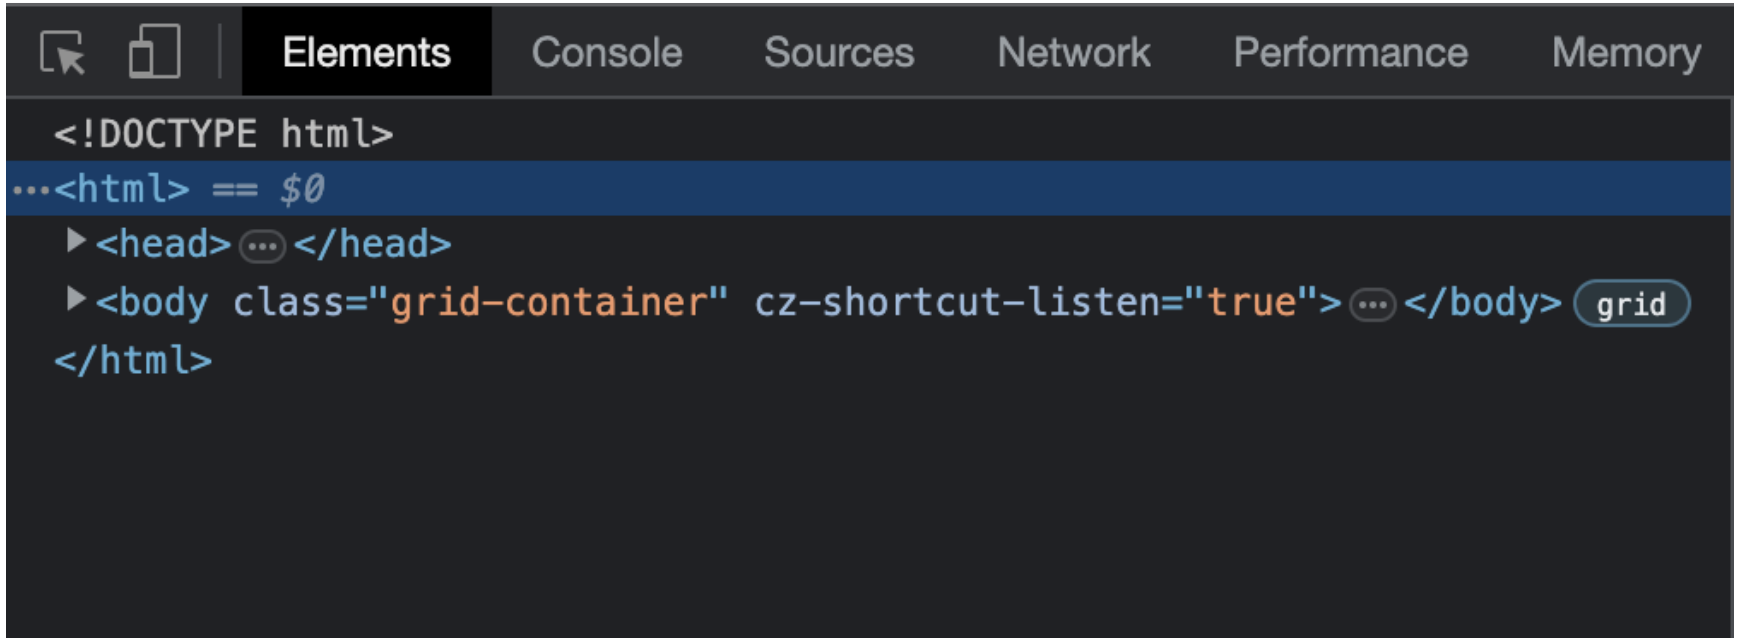 Elements Console Sources Network Performance Memory
<!DOCTYPE html>
···<html> == $0
<head>···</head>
<body class="grid-container" cz-shortcut-listen="true">···</body> grid
</html>